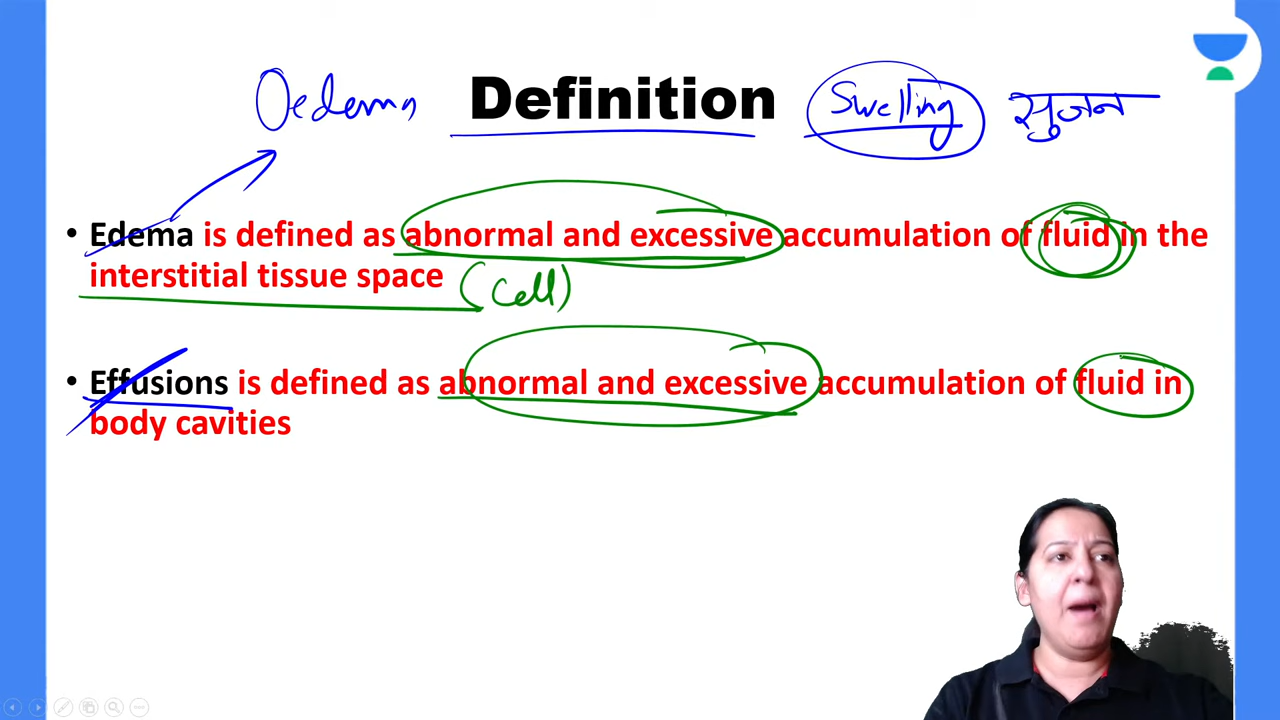 Oedema Definition Swelling सुजन
• Edema is defined as abnormal and excessive accumulation of fluid in the
interstitial tissue space (Cell)
• Effusions is defined as abnormal and excessive accumulation of fluid in
body cavities